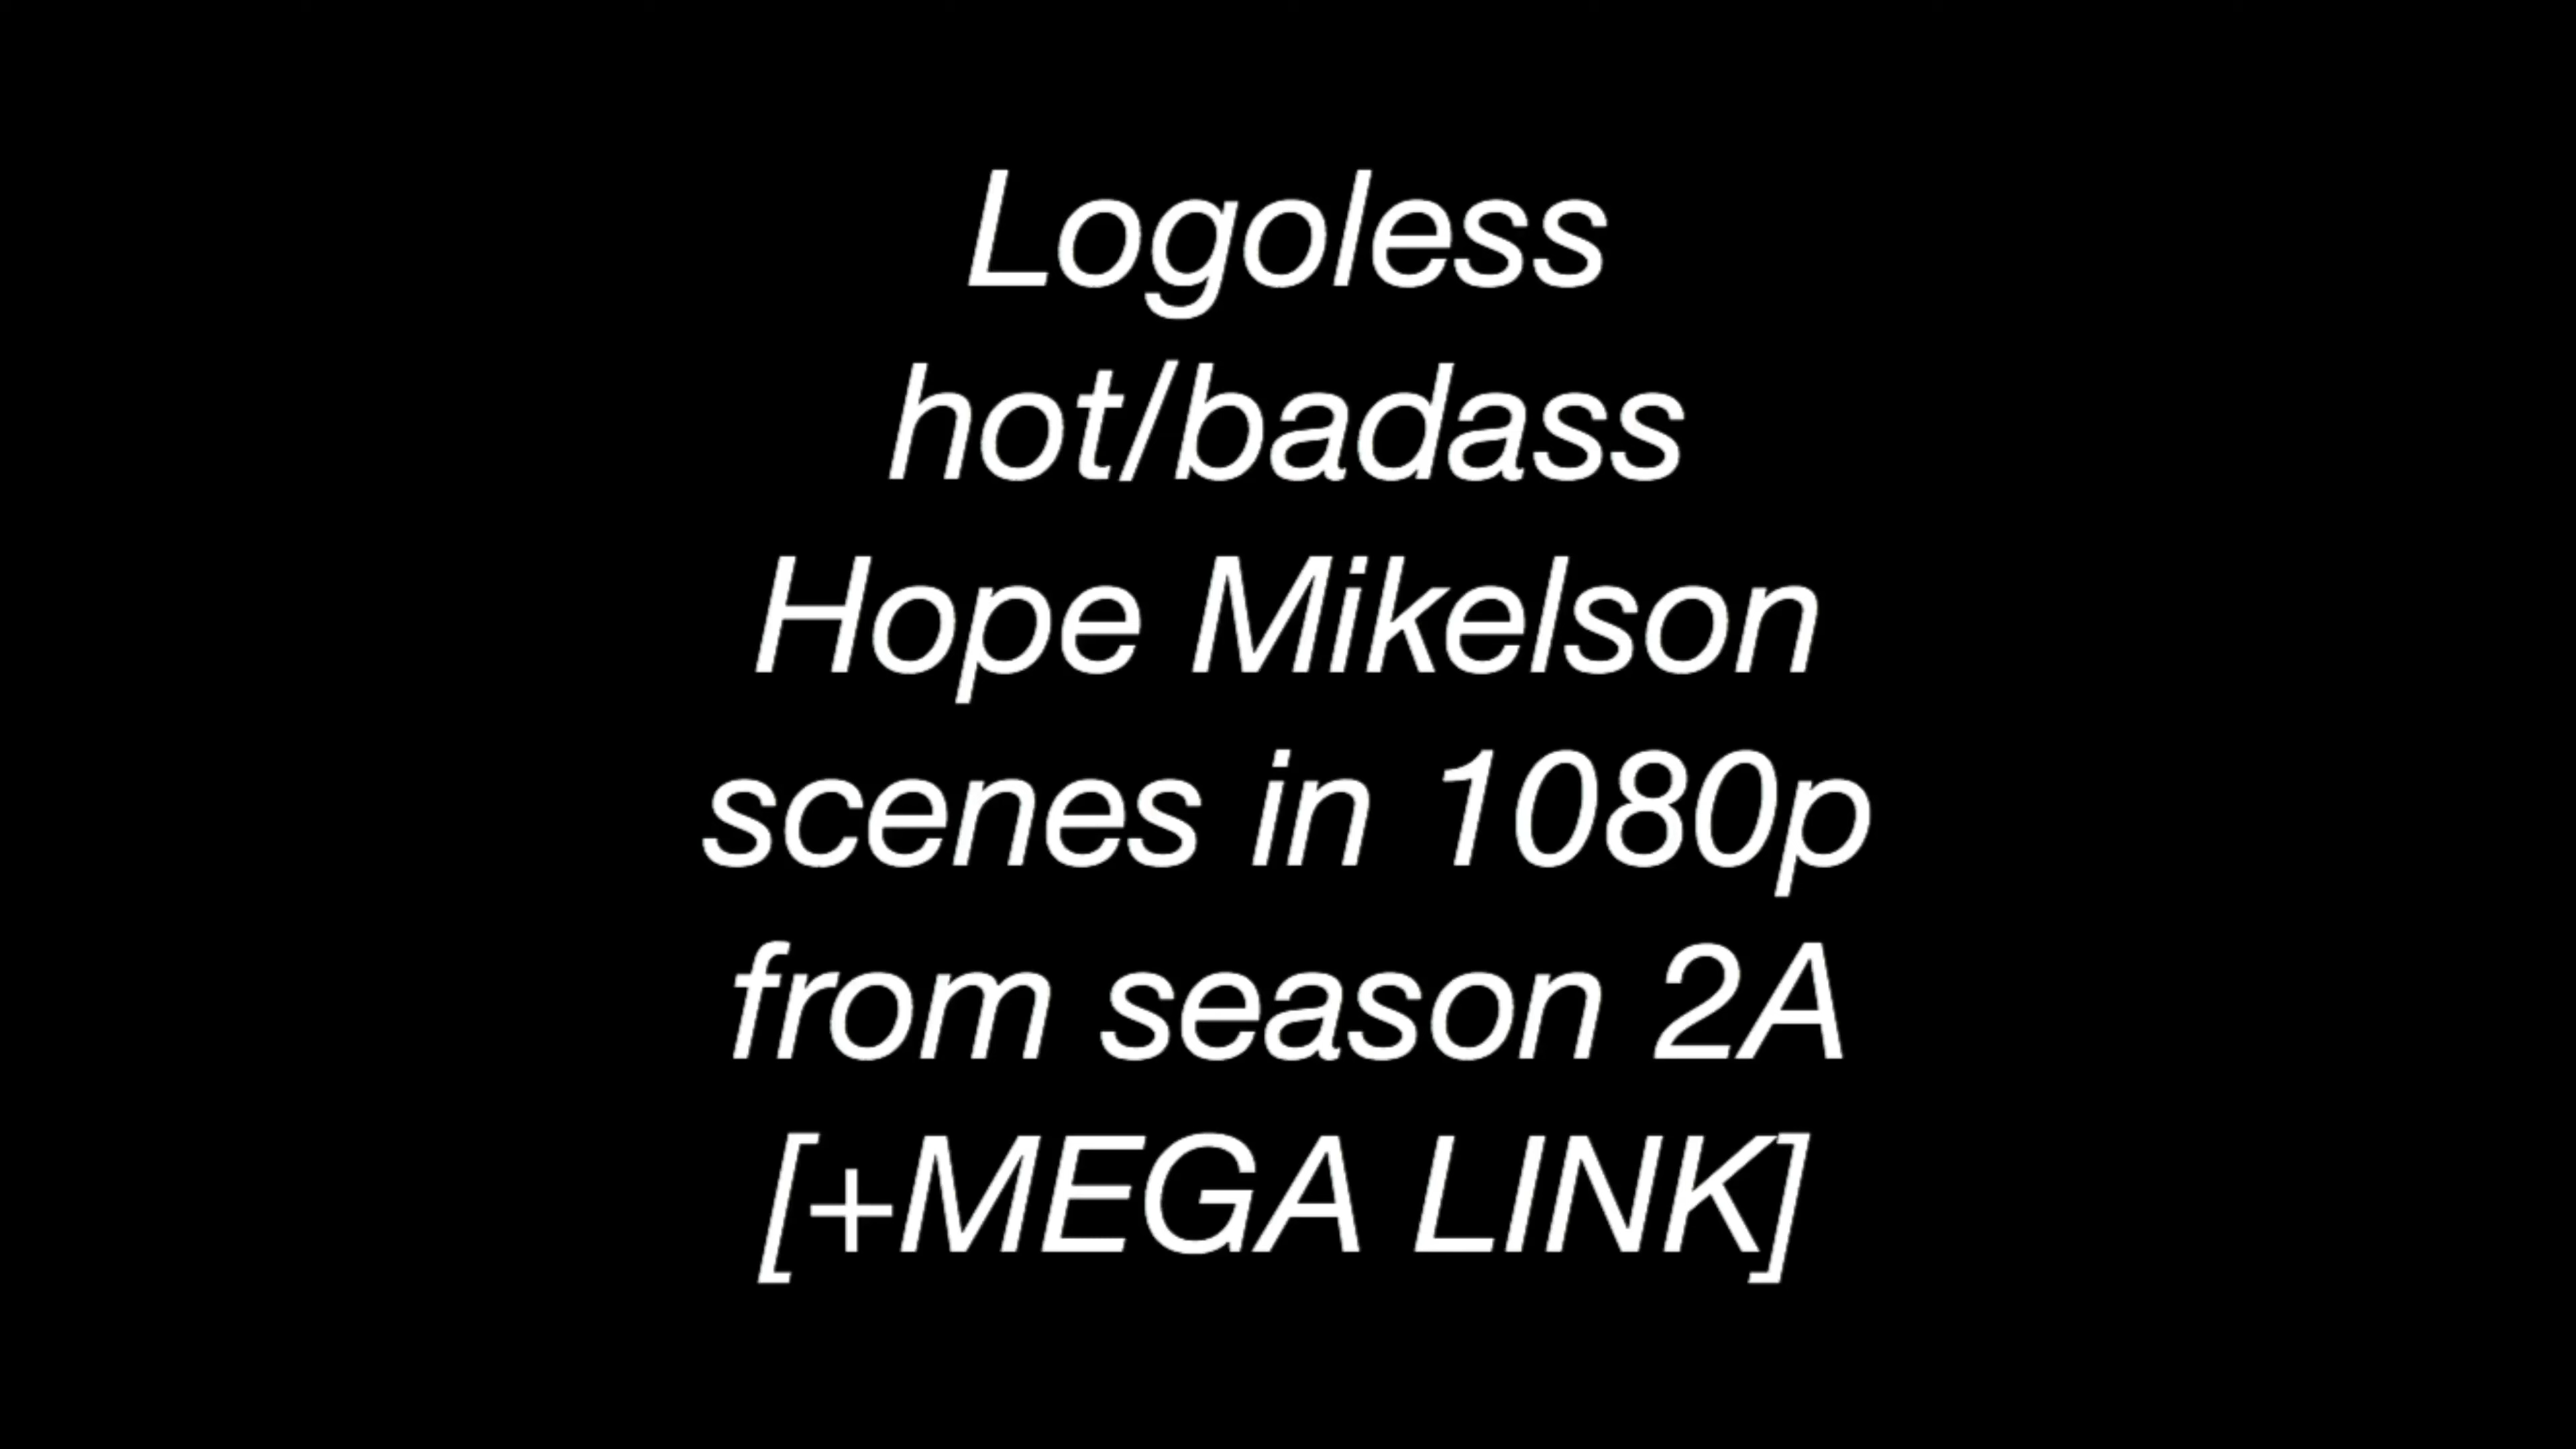 Logoless
hot/badass
Hope Mikelson
scenes in 1080p
from season 2A
[+MEGA LINK]